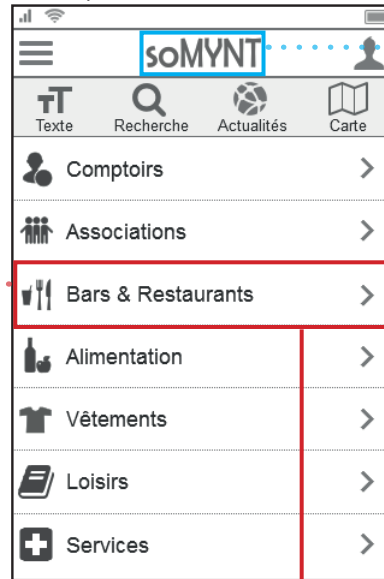 soMYNT
Texte Recherche Actualités Carte
Comptoirs
Associations
Bars & Restaurants
Alimentation
Vêtements
Loisirs
Services